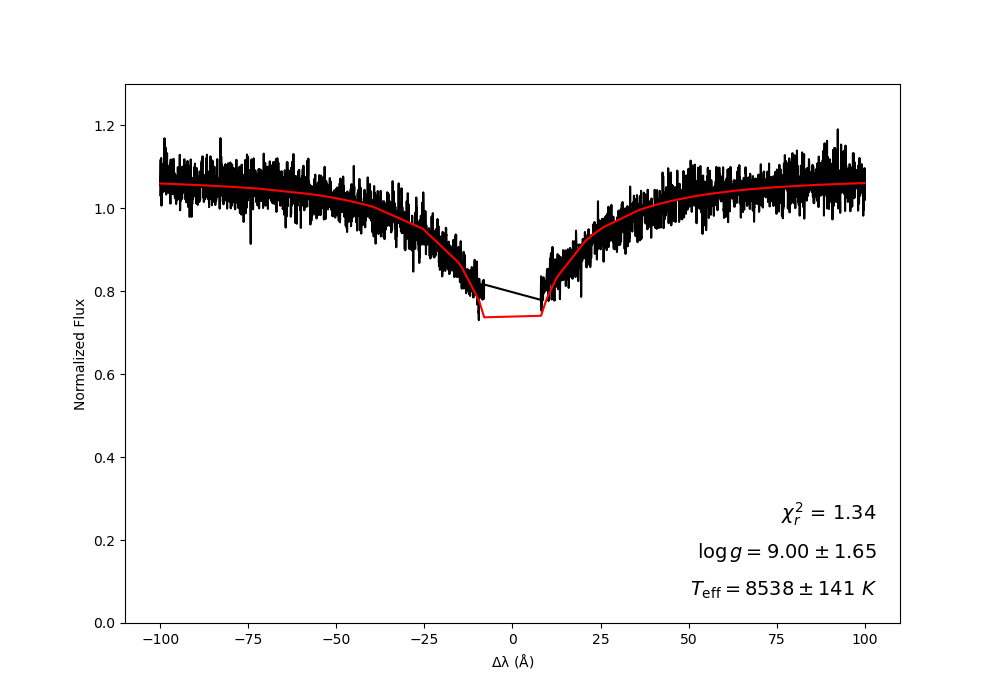 1.2
1.0
0.8
0.6
0.4
0.2
0.0
Normalized Flux
χ²ᵣ = 1.34
log g = 9.00 ± 1.65
T_eff = 8538 ± 141 K
−100 −75 −50 −25 0 25 50 75 100
Δλ (Å)